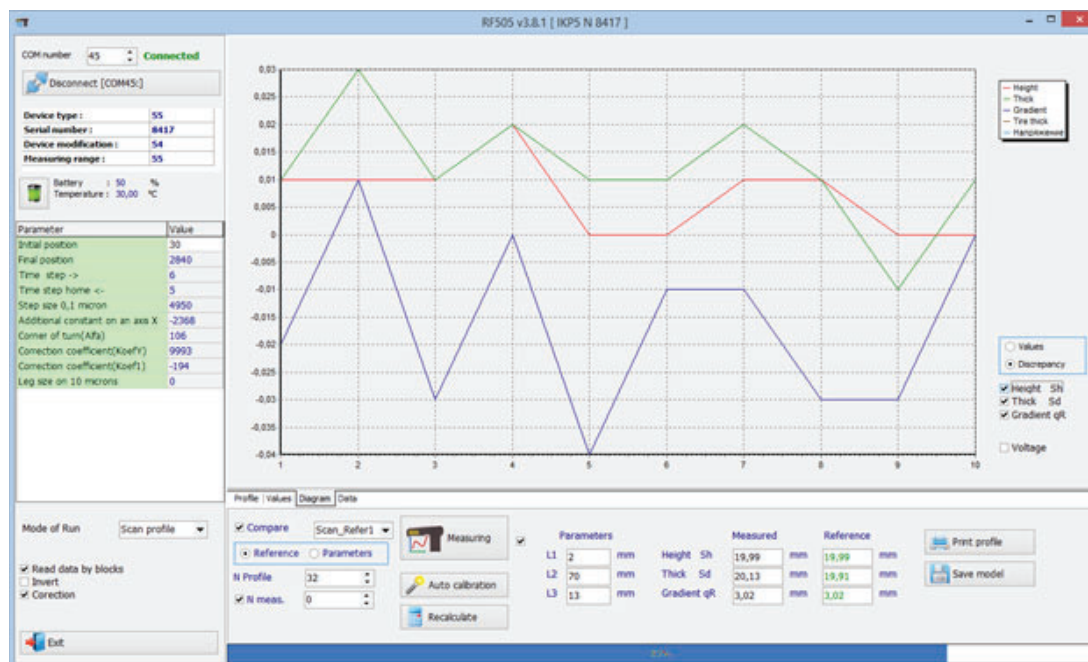 RF505 v3.8.1 [ IKP5 N 8417 ]
COM number 45 Connected
Disconnect [COM45:]
Device type : 55
Serial number : 8417
Device modification : 54
Measuring range : 55
Battery : 50 %
Temperature : 30,00 °C
Parameter Value
Initial position 30
Final position 2840
Time step -> 6
Time step home <- 5
Step size 0,1 micron 4950
Additional constant on an axis X -2368
Corner of turn(Alfa) 106
Correction coefficient(KoefY) 9993
Correction coefficient(Koef1) -194
Leg size on 10 microns 0
Mode of Run Scan profile
Read data by blocks
Invert
Corection
Exit
0,03
0,025
0,02
0,015
0,01
0,005
0
-0,005
-0,01
-0,015
-0,02
-0,025
-0,03
-0,035
-0,04
1 2 3 4 5 6 7 8 9 10
Height
Thick
Gradient
Tire thick
Напряжение
Values
Discrepancy
Height Sh
Thick Sd
Gradient qR
Voltage
Profile Values Diagram Data
Compare Scan_Refer1
Reference Parameters
N Profile 32
N meas. 0
Measuring
Auto calibration
Recalculate
Parameters Measured Reference
L1 2 mm Height Sh 19,99 mm 19,99 mm
L2 70 mm Thick Sd 20,13 mm 19,91 mm
L3 13 mm Gradient qR 3,02 mm 3,02 mm
Print profile
Save model